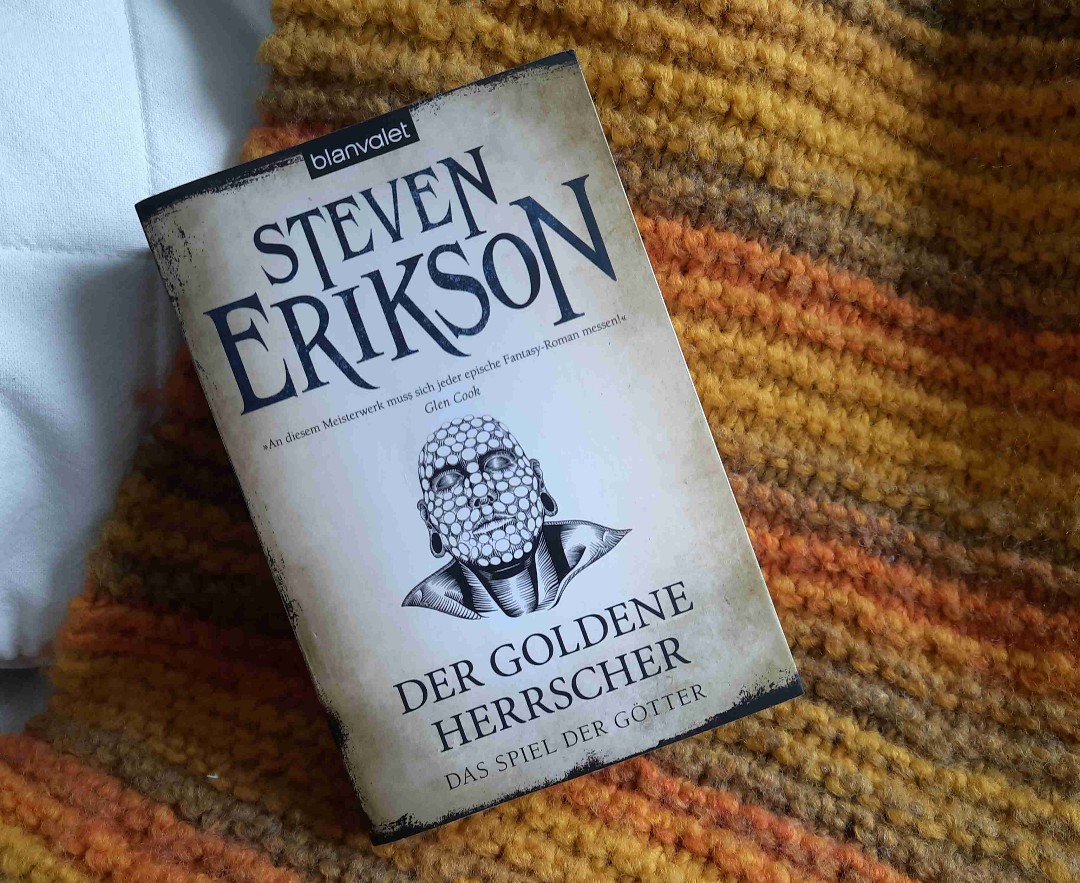 blanvalet
STEVEN
ERIKSON
»An diesem Meisterwerk muss sich jeder epische Fantasy-Roman messen!«
Glen Cook
DER GOLDENE
HERRSCHER
DAS SPIEL DER GÖTTER